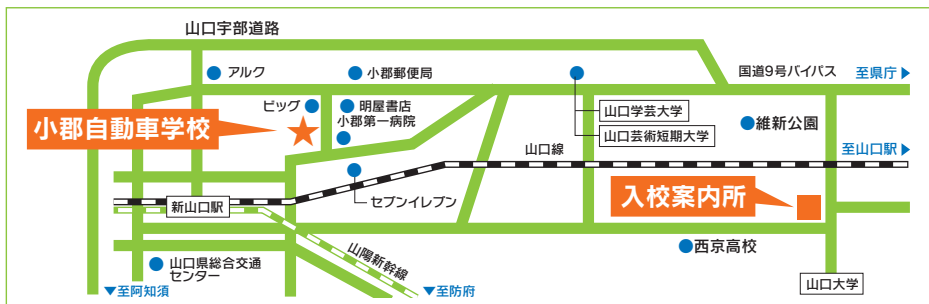 山口宇部道路
アルク
小郡郵便局
国道9号バイパス
至県庁▶
ビッグ
明屋書店
小郡第一病院
小郡自動車学校
山口学芸大学
山口芸術短期大学
維新公園
山口線
至山口駅▶
セブンイレブン
入校案内所
新山口駅
山陽新幹線
西京高校
山口県総合交通
センター
山口大学
▼至阿知須
▼至防府